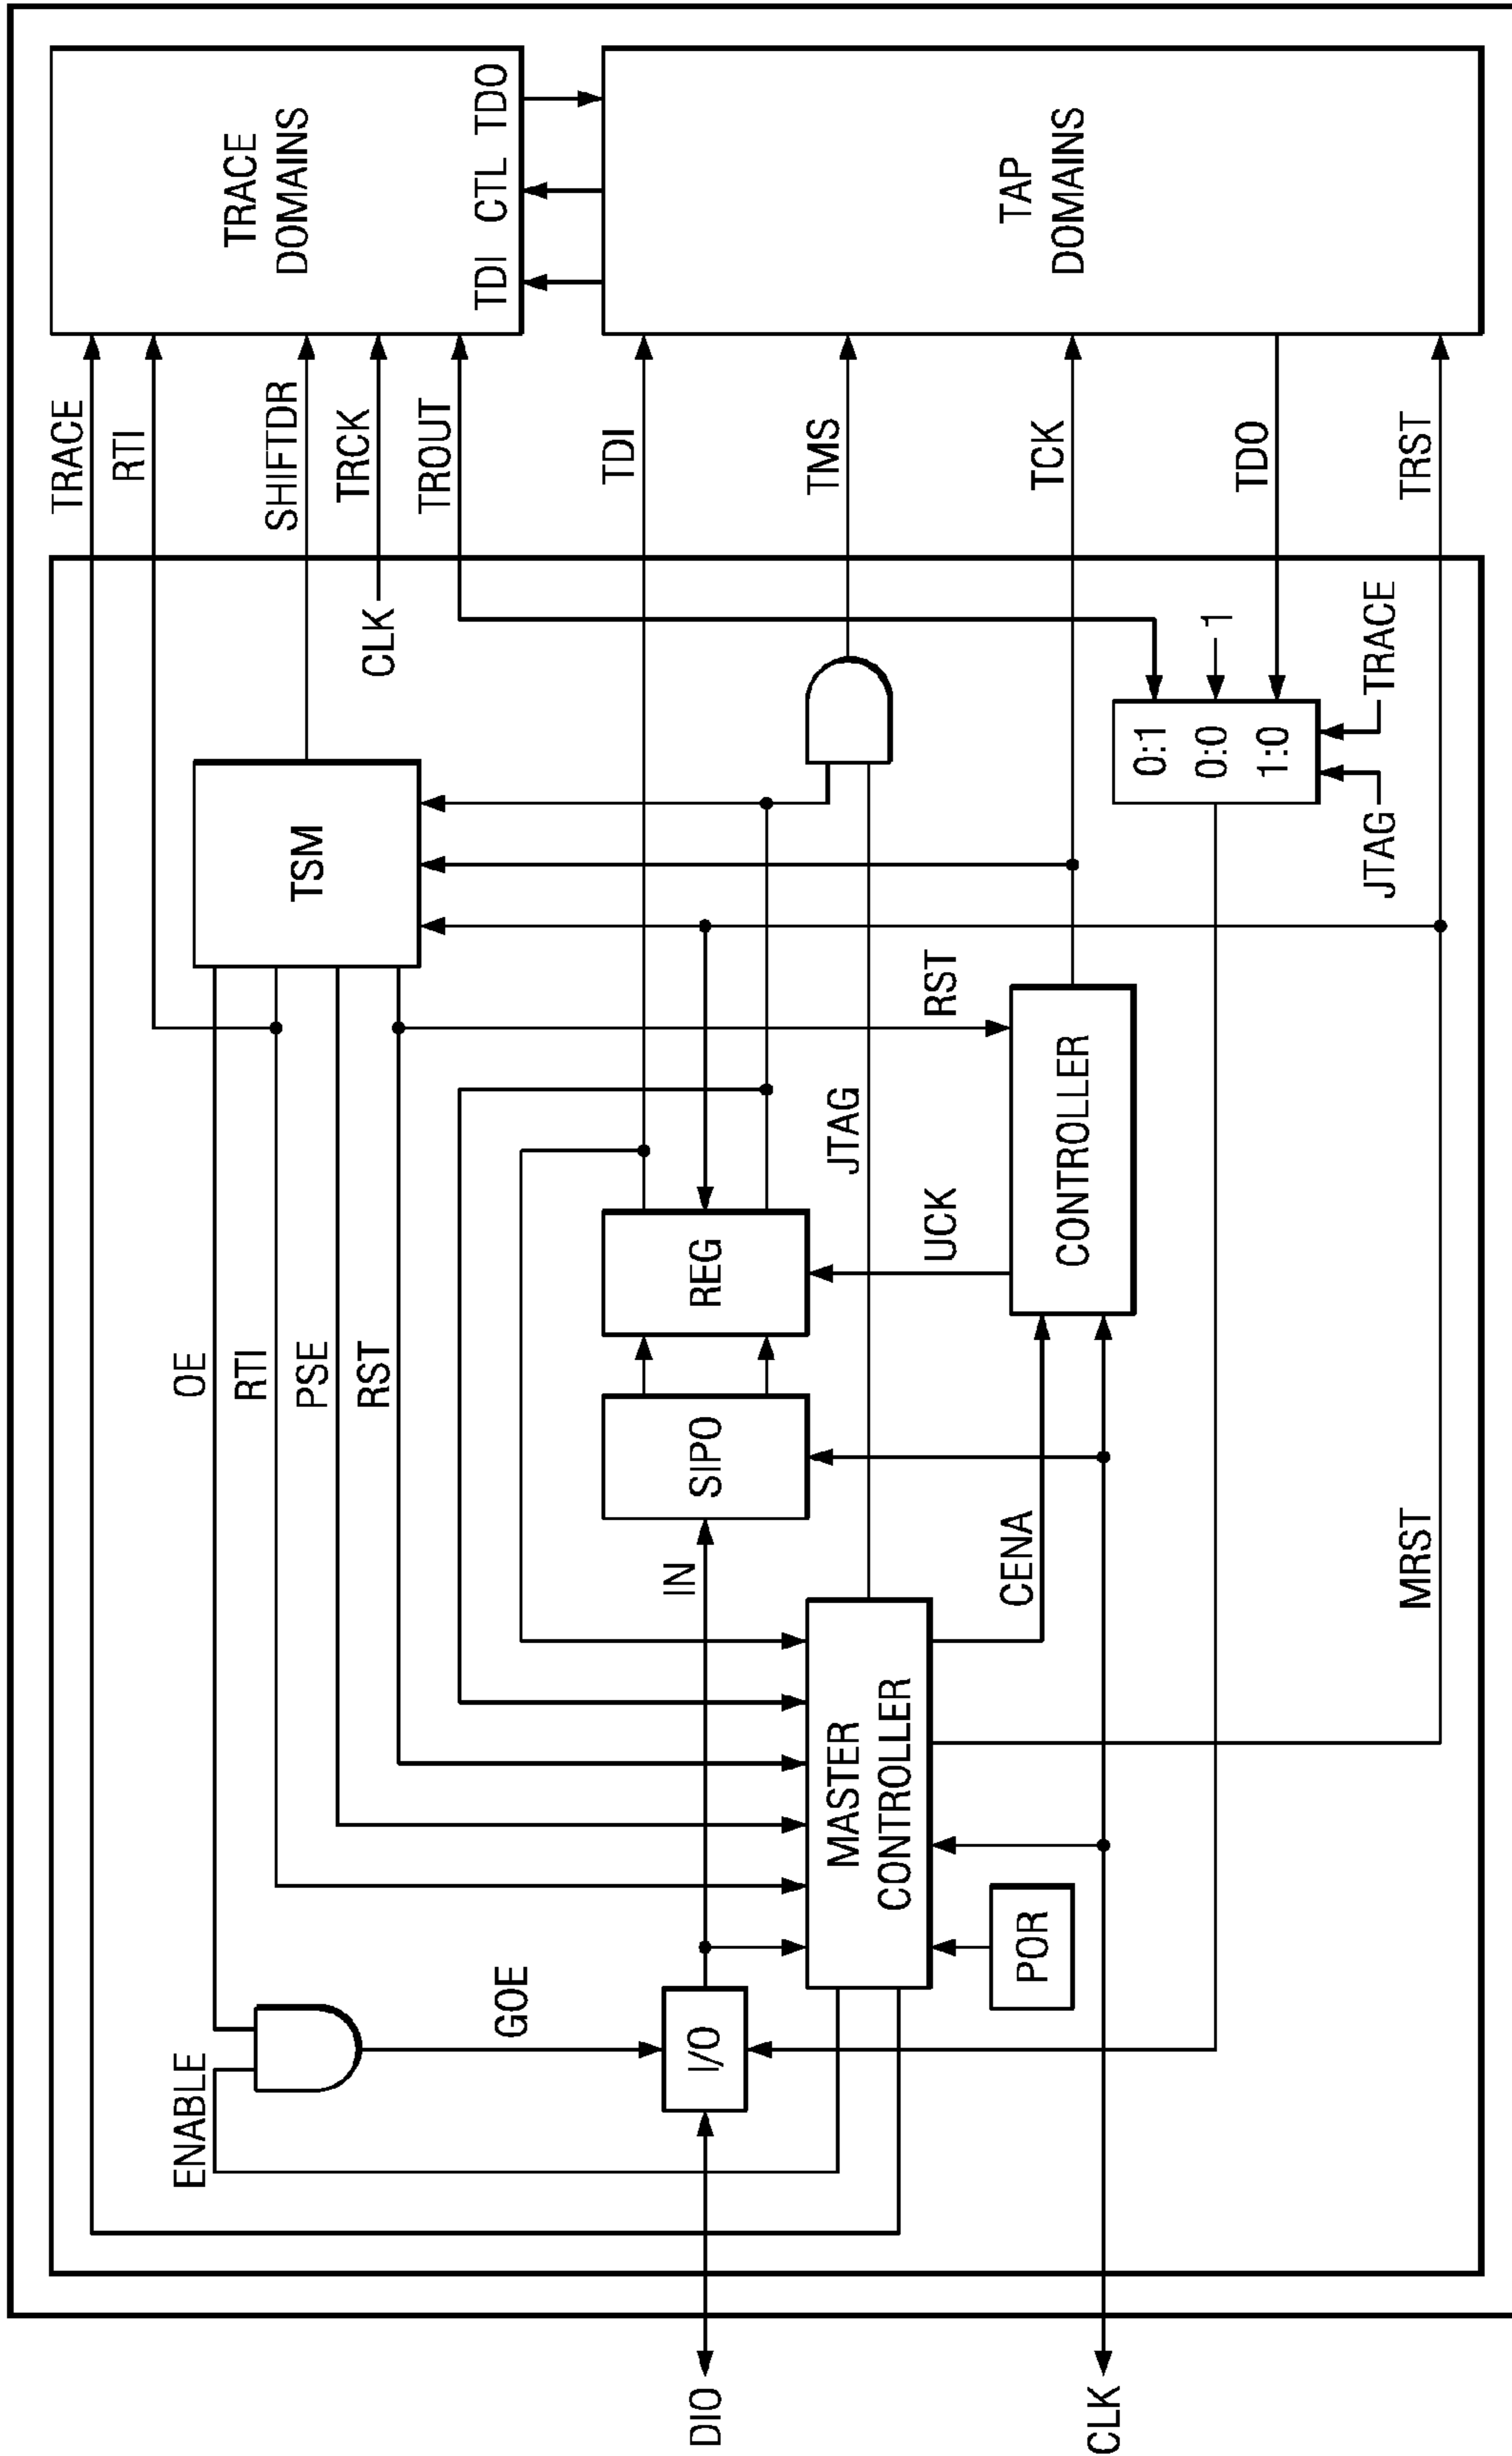 TRACE
RTI
SHIFTDR
TRCK
TROUT
TDI
TMS
TCK
TDO
TRST
TRACE
DOMAINS
TDI CTL TDO
TAP
DOMAINS
CLK
TSM
0:1
0:0
1:0
1
JTAG
TRACE
RST
JTAG
UCK
CONTROLLER
REG
SIPO
OE
RTI
PSE
RST
IN
CENA
MRST
MASTER
CONTROLLER
POR
ENABLE
GOE
I/O
DIO
CLK